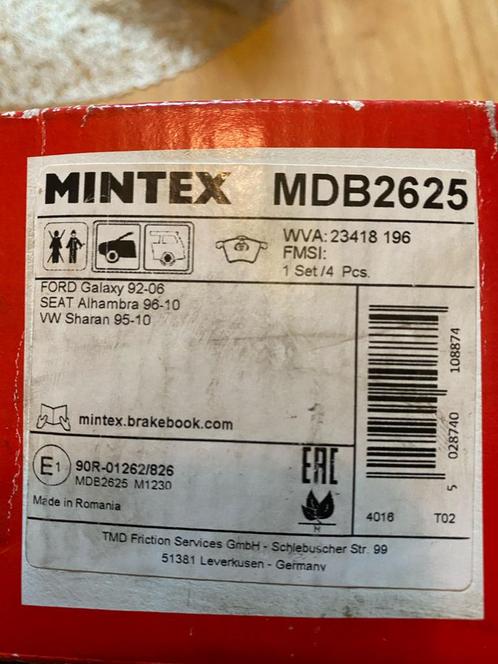 MINTEX MDB2625
WVA: 23418 196
FMSI:
1 Set /4 Pcs.
FORD Galaxy 92-06
SEAT Alhambra 96-10
VW Sharan 95-10
mintex.brakebook.com
E1
90R-01262/826
MDB2625 M1230
Made in Romania
EAC
N
5 028740 108874
4016 T02
TMD Friction Services GmbH - Schlebuscher Str. 99
51381 Leverkusen - Germany